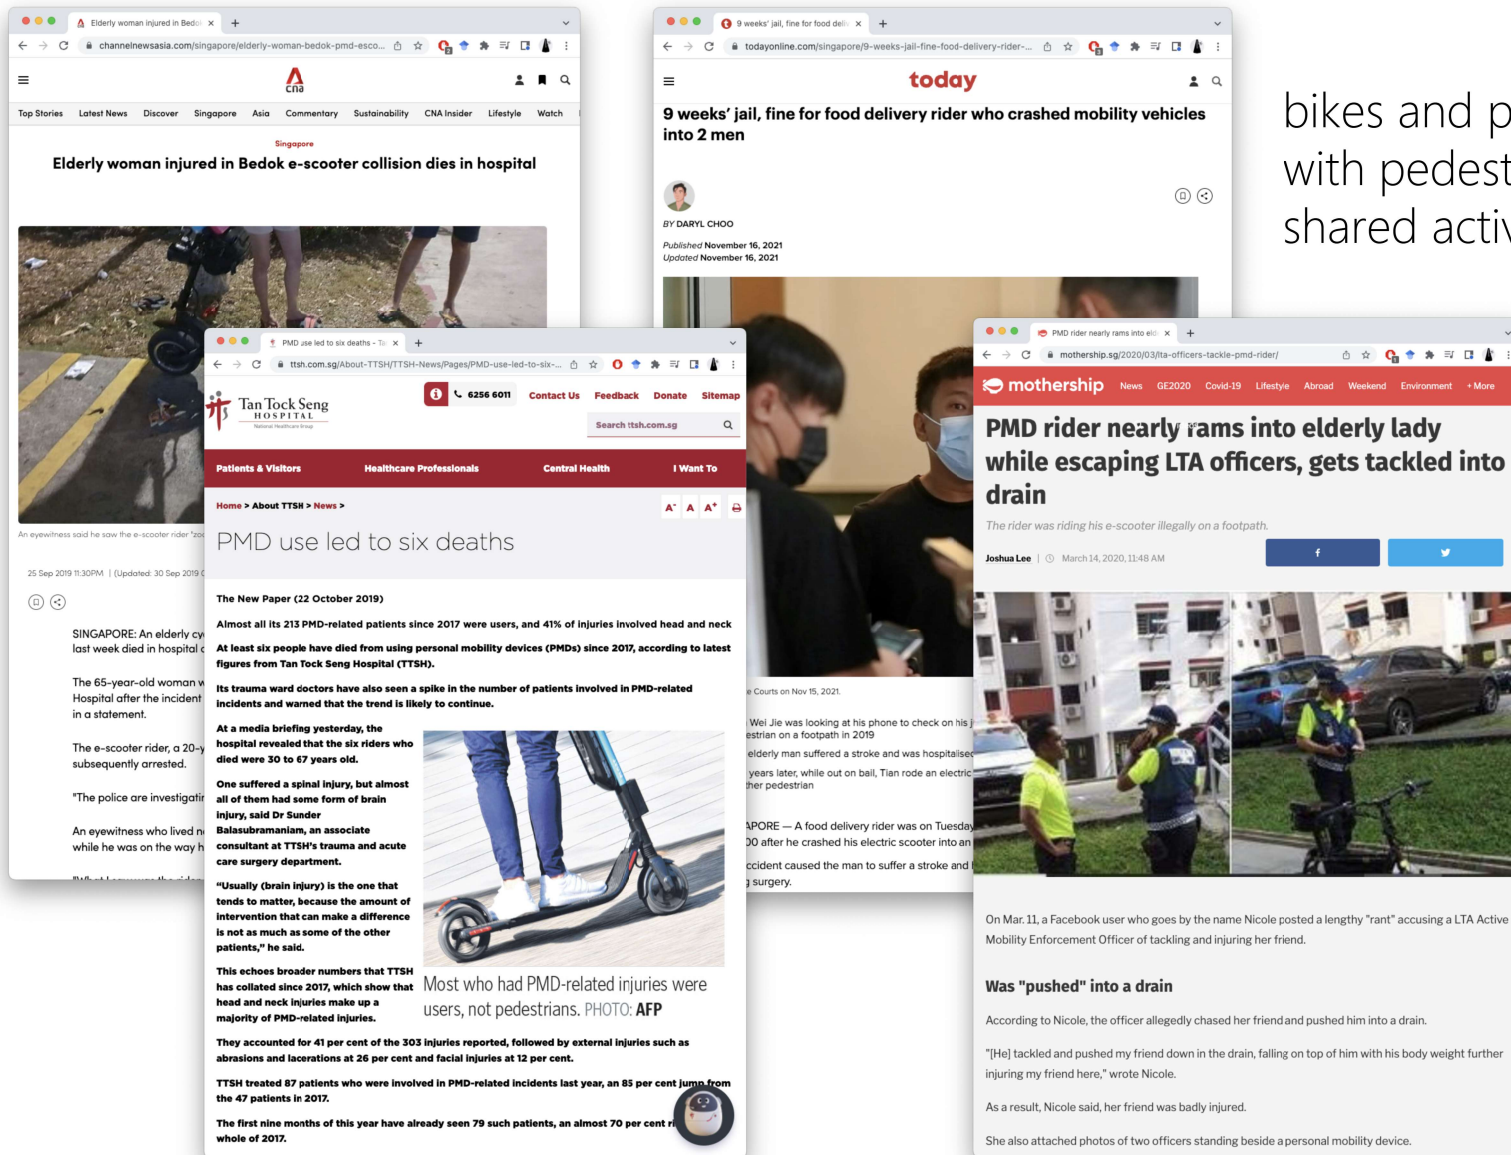 Elderly woman injured in Bedok
channelnewsasia.com/singapore/elderly-woman-bedok-pmd-esco...
cna
Top Stories Latest News Discover Singapore Asia Commentary Sustainability CNA Insider Lifestyle Watch
Singapore
Elderly woman injured in Bedok e-scooter collision dies in hospital
An eyewitness said he saw the e-scooter rider
25 Sep 2019 11:30PM | (Updated: 30 Sep 2019
SINGAPORE: An elderly
last week died in hospital
The 65-year-old woman
Hospital after the incident
in a statement.
The e-scooter rider, a
subsequently arrested.
"The police are
An eyewitness who lived
while he was on the way
9 weeks' jail, fine for food
todayonline.com/singapore/9-weeks-jail-fine-food-delivery-rider-...
today
9 weeks' jail, fine for food delivery rider who crashed mobility vehicles
into 2 men
BY DARYL CHOO
Published November 16, 2021
Updated November 16, 2021
Courts on Nov 15, 2021.
Wei Jie was looking at his phone to check on his
on a footpath in 2019
elderly man suffered a stroke and was hospitalised
years later, while out on bail, Tian rode an electric
pedestrian
— A food delivery rider was on Tuesday
after he crashed his electric scooter into an
caused the man to suffer a stroke and
surgery.
bikes and
with
shared
PMD use led to six deaths
ttsh.com.sg/About-TTSH/TTSH-News/Pages/PMD-use-led-to-six-...
Tan Tock Seng
HOSPITAL
National Healthcare Group
6256 6011 Contact Us Feedback Donate Sitemap
Search ttsh.com.sg
Patients & Visitors Healthcare Professionals Central Health I Want To
Home > About TTSH > News >
A- A A+
PMD use led to six deaths
The New Paper (22 October 2019)
Almost all its 213 PMD-related patients since 2017 were users, and 41% of injuries involved head and neck
At least six people have died from using personal mobility devices (PMDs) since 2017, according to latest
figures from Tan Tock Seng Hospital (TTSH).
Its trauma ward doctors have also seen a spike in the number of patients involved in PMD-related
incidents and warned that the trend is likely to continue.
At a media briefing yesterday, the
hospital revealed that the six riders who
died were 30 to 67 years old.
One suffered a spinal injury, but almost
all of them had some form of brain
injury, said Dr Sunder
Balasubramaniam, an associate
consultant at TTSH's trauma and acute
care surgery department.
"Usually (brain injury) is the one that
tends to matter, because the amount of
intervention that can make a difference
is not as much as some of the other
patients," he said.
This echoes broader numbers that TTSH
has collated since 2017, which show that
head and neck injuries make up a
majority of PMD-related injuries.
Most who had PMD-related injuries were
users, not pedestrians. PHOTO: AFP
They accounted for 41 per cent of the 303 injuries reported, followed by external injuries such as
abrasions and lacerations at 26 per cent and facial injuries at 12 per cent.
TTSH treated 87 patients who were involved in PMD-related incidents last year, an 85 per cent jump from
the 47 patients in 2017.
The first nine months of this year have already seen 79 such patients, an almost 70 per cent
whole of 2017.
PMD rider nearly rams into
mothership.sg/2020/03/lta-officers-tackle-pmd-rider/
mothership News GE2020 Covid-19 Lifestyle Abroad Weekend Environment + More
PMD rider nearly rams into elderly lady
while escaping LTA officers, gets tackled into
drain
The rider was riding his e-scooter illegally on a footpath.
Joshua Lee | March 14, 2020, 11:48 AM
On Mar. 11, a Facebook user who goes by the name Nicole posted a lengthy "rant" accusing a LTA Active
Mobility Enforcement Officer of tackling and injuring her friend.
Was "pushed" into a drain
According to Nicole, the officer allegedly chased her friend and pushed him into a drain.
"[He] tackled and pushed my friend down in the drain, falling on top of him with his body weight further
injuring my friend here," wrote Nicole.
As a result, Nicole said, her friend was badly injured.
She also attached photos of two officers standing beside a personal mobility device.